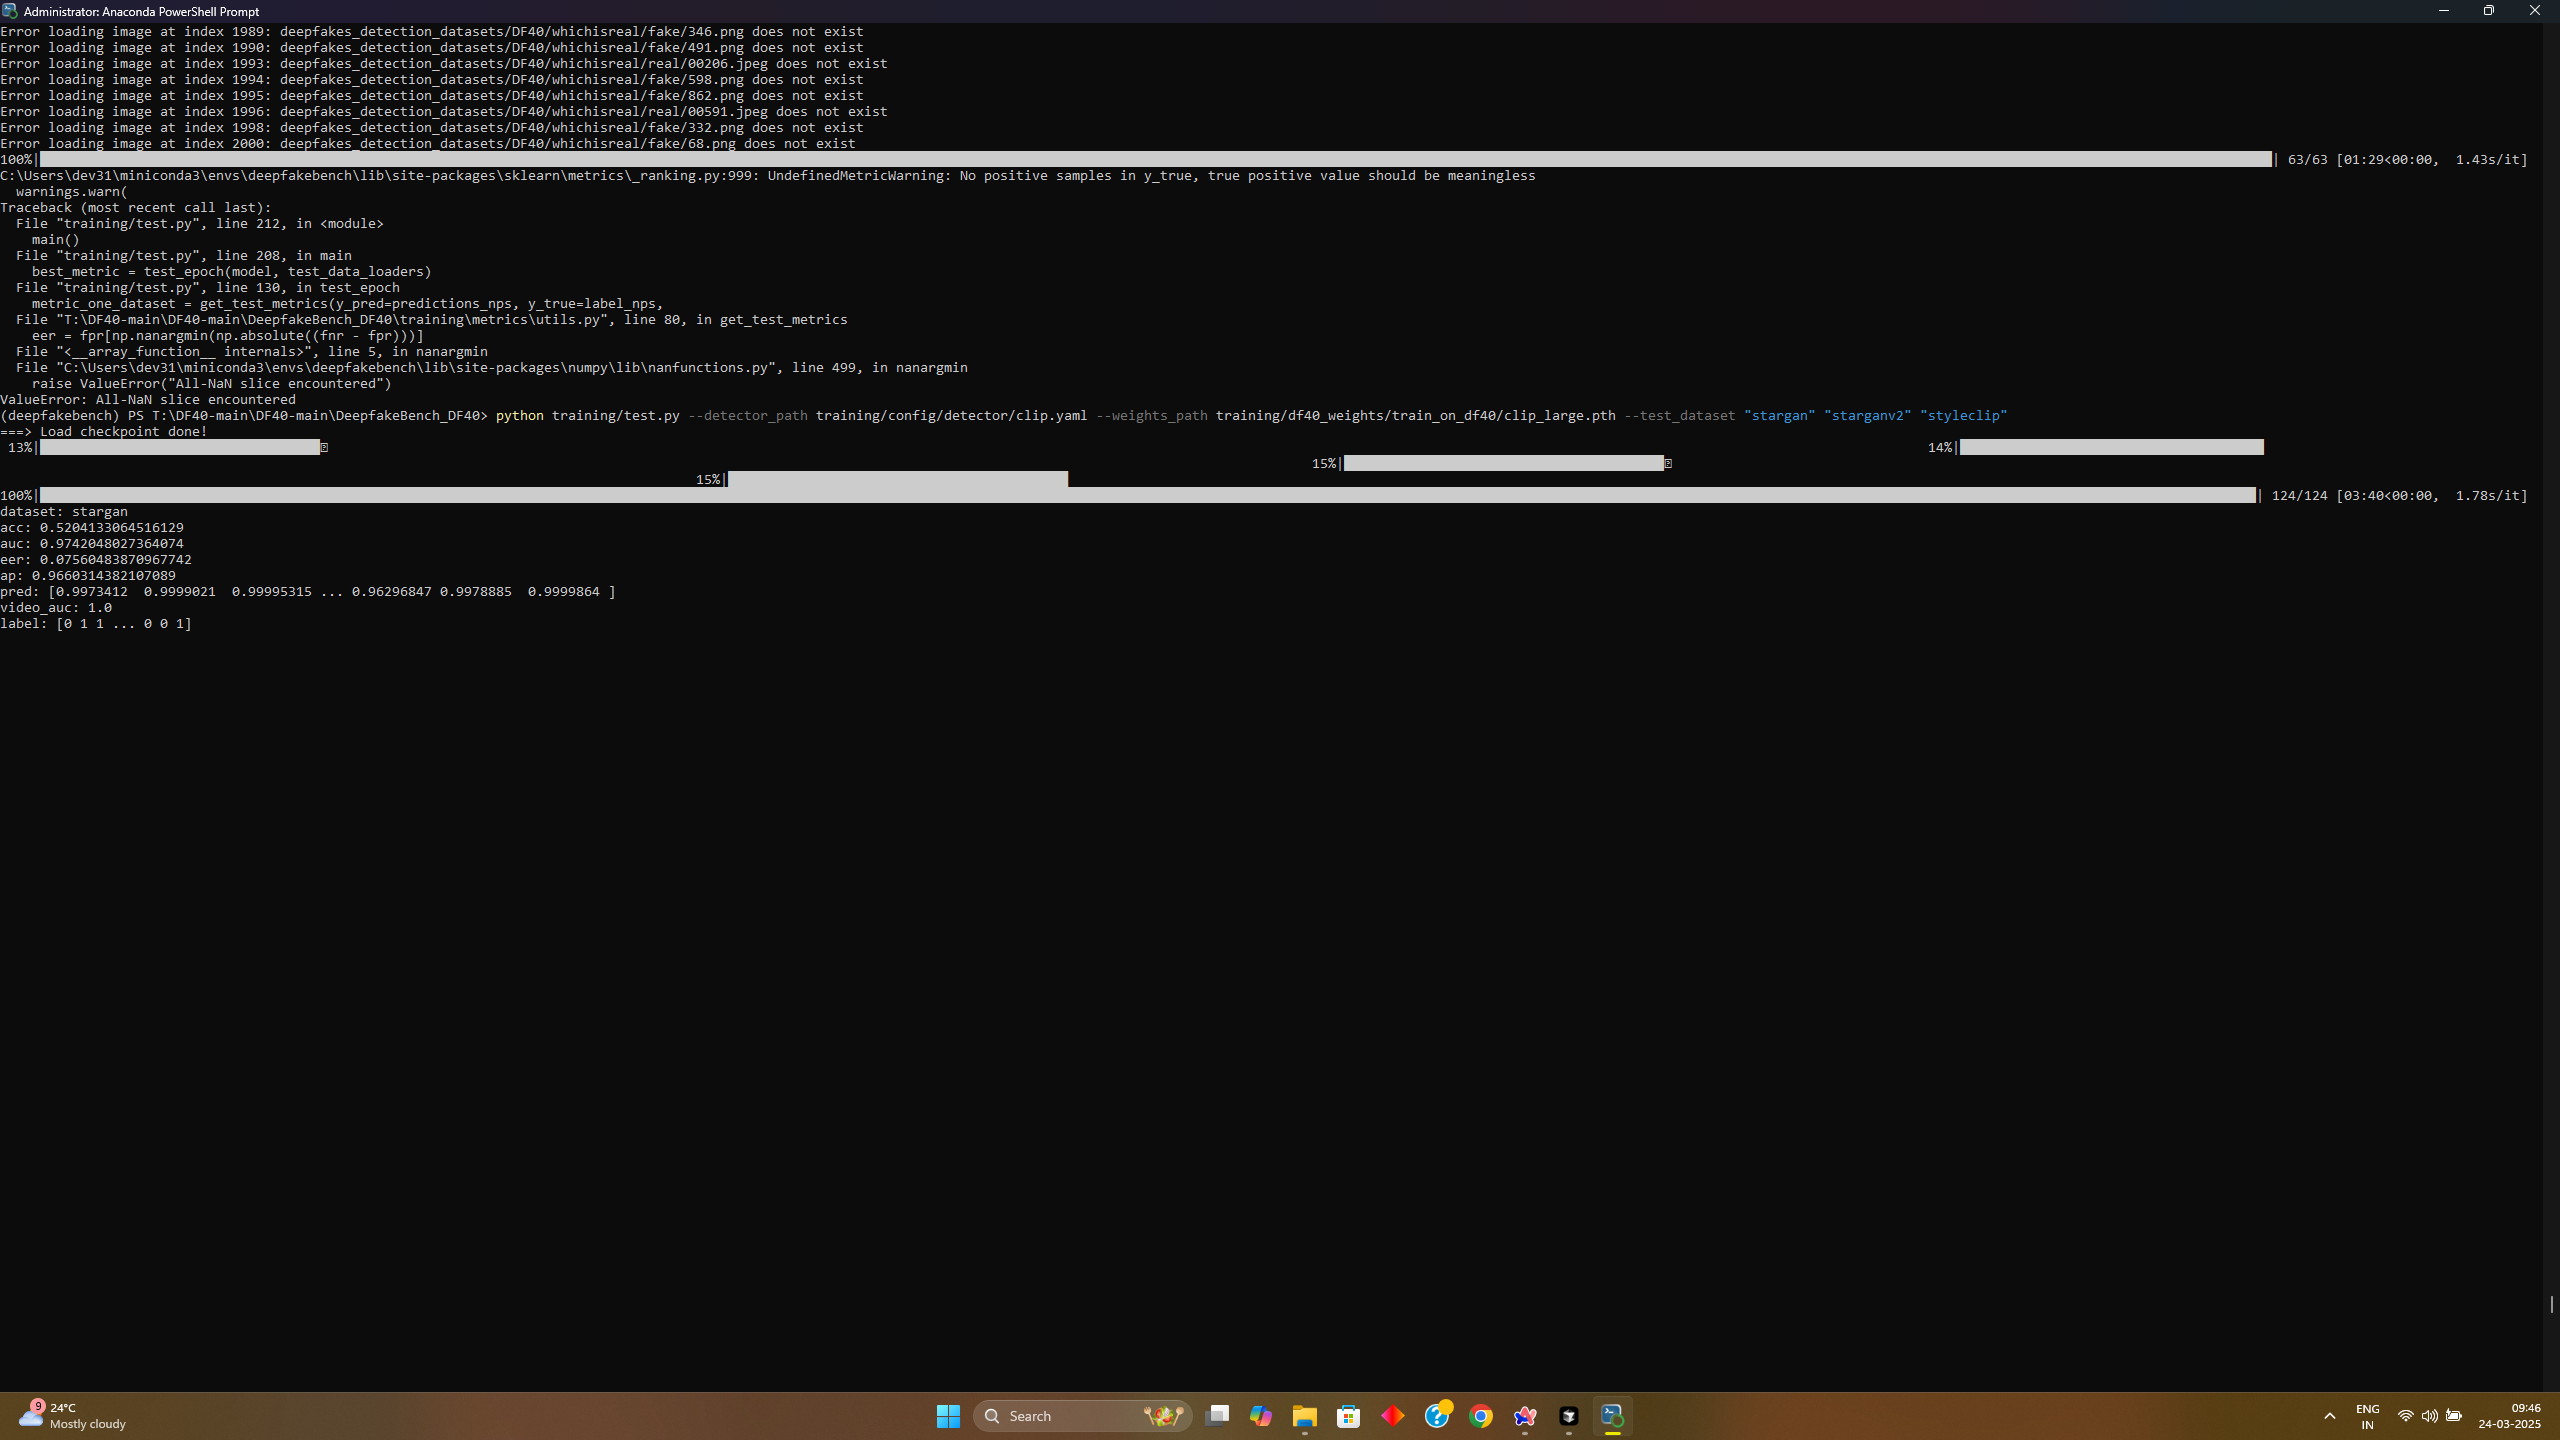 Administrator: Anaconda PowerShell Prompt
Error loading image at index 1989: deepfakes_detection_datasets/DF40/whichisreal/fake/346.png does not exist
Error loading image at index 1990: deepfakes_detection_datasets/DF40/whichisreal/fake/491.png does not exist
Error loading image at index 1993: deepfakes_detection_datasets/DF40/whichisreal/real/00206.jpeg does not exist
Error loading image at index 1994: deepfakes_detection_datasets/DF40/whichisreal/fake/598.png does not exist
Error loading image at index 1995: deepfakes_detection_datasets/DF40/whichisreal/fake/862.png does not exist
Error loading image at index 1996: deepfakes_detection_datasets/DF40/whichisreal/real/00591.jpeg does not exist
Error loading image at index 1998: deepfakes_detection_datasets/DF40/whichisreal/fake/332.png does not exist
Error loading image at index 2000: deepfakes_detection_datasets/DF40/whichisreal/fake/68.png does not exist
100%| | 63/63 [01:29<00:00,  1.43s/it]
C:\Users\dev31\miniconda3\envs\deepfakebench\lib\site-packages\sklearn\metrics\_ranking.py:999: UndefinedMetricWarning: No positive samples in y_true, true positive value should be meaningless
  warnings.warn(
Traceback (most recent call last):
  File "training/test.py", line 212, in <module>
    main()
  File "training/test.py", line 208, in main
    best_metric = test_epoch(model, test_data_loaders)
  File "training/test.py", line 130, in test_epoch
    metric_one_dataset = get_test_metrics(y_pred=predictions_nps, y_true=label_nps,
  File "T:\DF40-main\DF40-main\DeepfakeBench_DF40\training\metrics\utils.py", line 80, in get_test_metrics
    eer = fpr[np.nanargmin(np.absolute((fnr - fpr)))]
  File "<__array_function__ internals>", line 5, in nanargmin
  File "C:\Users\dev31\miniconda3\envs\deepfakebench\lib\site-packages\numpy\lib\nanfunctions.py", line 499, in nanargmin
    raise ValueError("All-NaN slice encountered")
ValueError: All-NaN slice encountered
(deepfakebench) PS T:\DF40-main\DF40-main\DeepfakeBench_DF40> python training/test.py --detector_path training/config/detector/clip.yaml --weights_path training/df40_weights/train_on_df40/clip_large.pth --test_dataset "stargan" "starganv2" "styleclip"
===> Load checkpoint done!
13%| 14%|
15%|
15%|
100%| | 124/124 [03:40<00:00,  1.78s/it]
dataset: stargan
acc: 0.5204133064516129
auc: 0.9742048027364074
eer: 0.07560483870967742
ap: 0.9660314382107089
pred: [0.9973412  0.9999021  0.99995315 ... 0.96296847 0.9978885  0.9999864 ]
video_auc: 1.0
label: [0 1 1 ... 0 0 1]
9
24°C
Mostly cloudy
Search
ENG
IN
09:46
24-03-2025